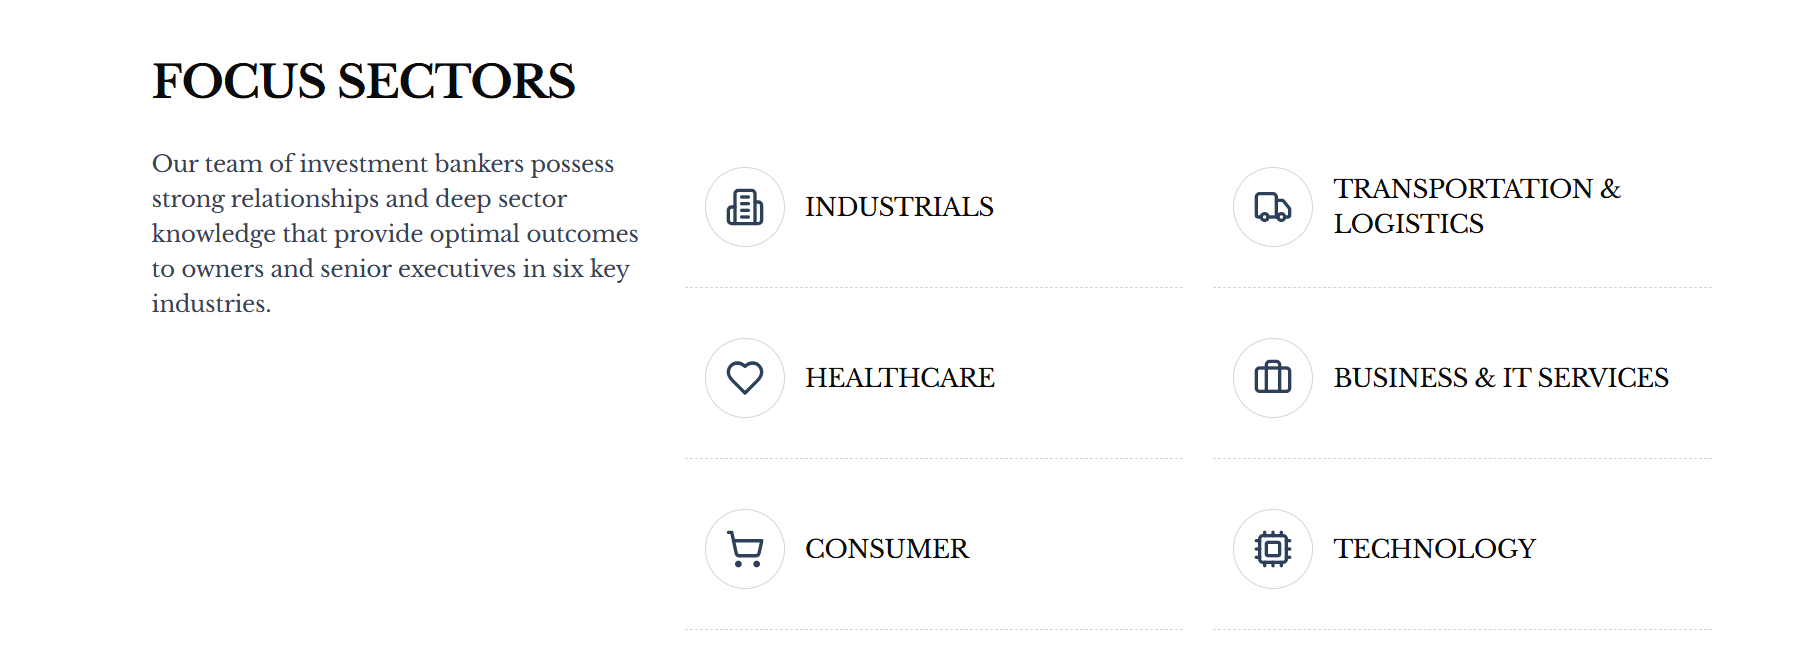 FOCUS SECTORS
Our team of investment bankers possess
strong relationships and deep sector
knowledge that provide optimal outcomes
to owners and senior executives in six key
industries.
INDUSTRIALS
TRANSPORTATION &
LOGISTICS
HEALTHCARE
BUSINESS & IT SERVICES
CONSUMER
TECHNOLOGY